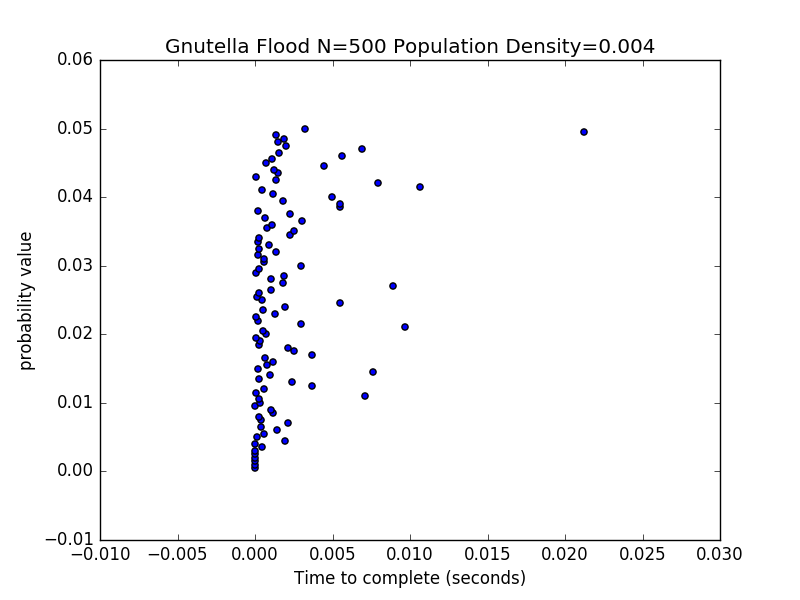 Gnutella Flood N=500 Population Density=0.004
0.06
0.05
0.04
0.03
0.02
0.01
0.00
−0.01
probability value
−0.010 −0.005 0.000 0.005 0.010 0.015 0.020 0.025 0.030
Time to complete (seconds)